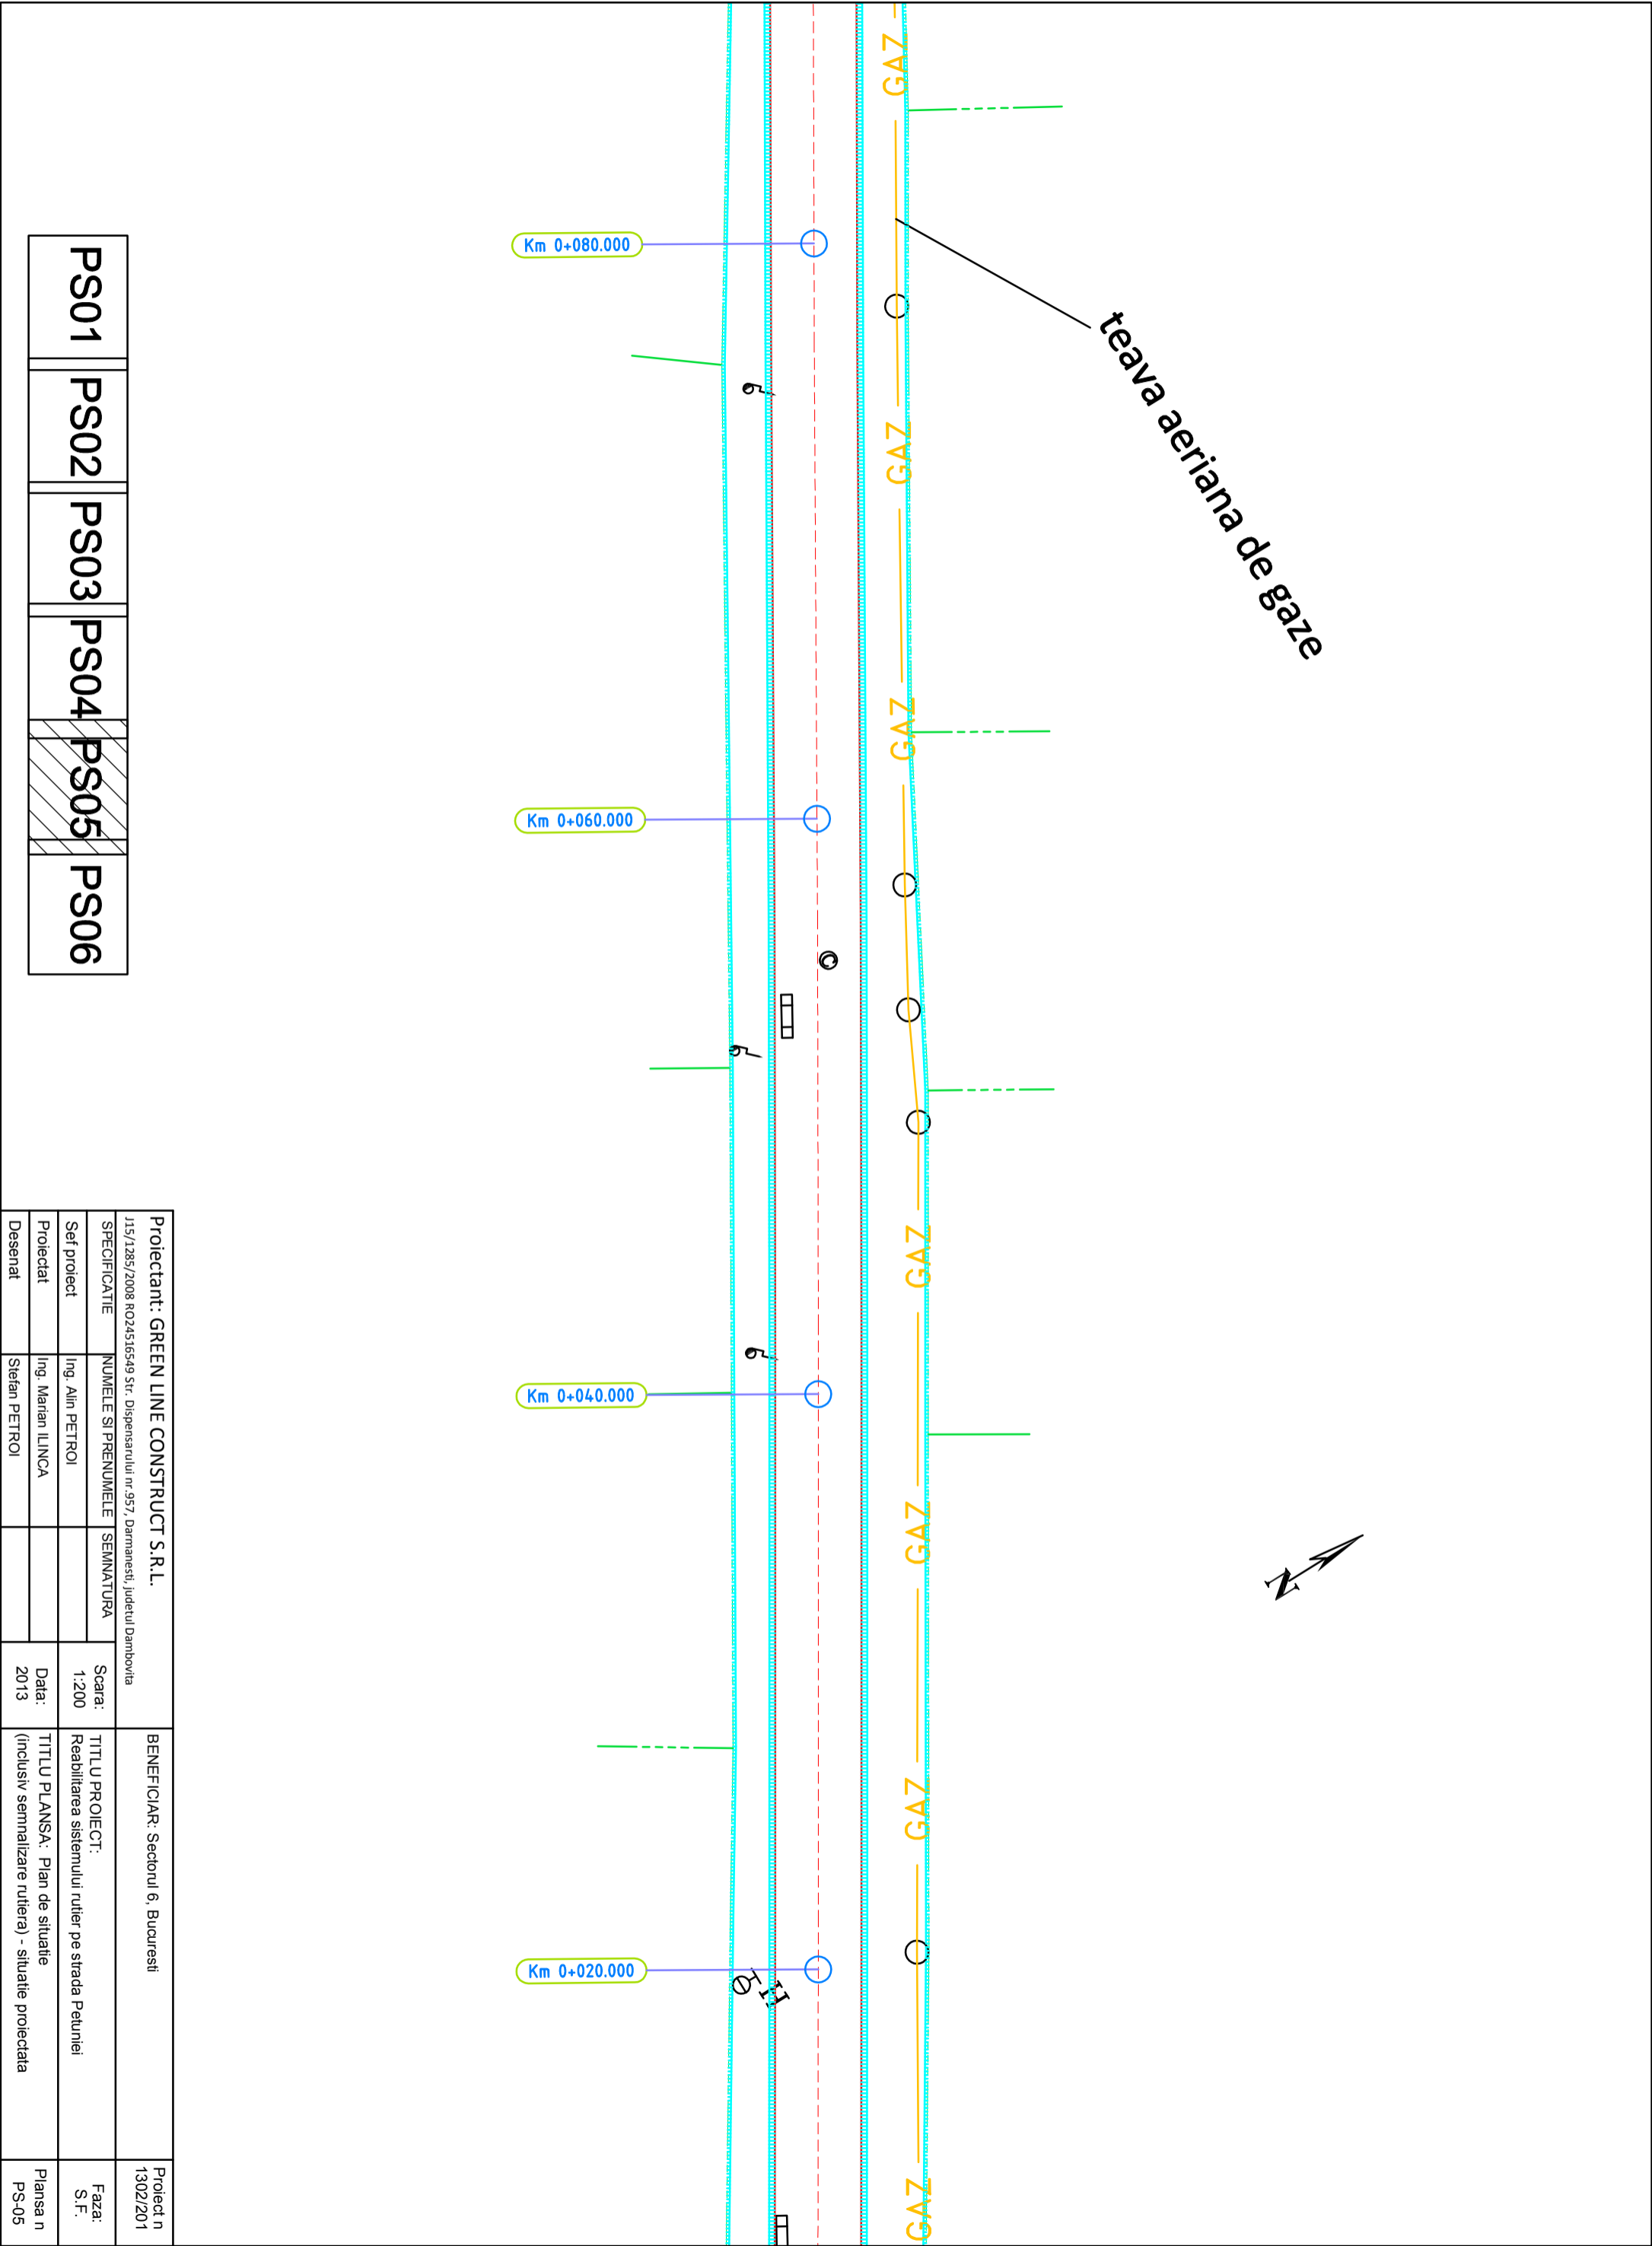 GAZ
GAZ
GAZ
GAZ
GAZ
GAZ
GAZ
teava aeriana de gaze
N
Km 0+080.000
Km 0+060.000
Km 0+040.000
Km 0+020.000
©
H
PS01
PS02
PS03
PS04
PS05
PS06
Proiectant: GREEN LINE CONSTRUCT S.R.L.
J15/1285/2008 RO24516549 Str. Dispensarului nr.957, Darmanesti, judetul Dambovita
BENEFICIAR: Sectorul 6, Bucuresti
Proiect n
1302/201
SPECIFICATIE
NUMELE SI PRENUMELE
SEMNATURA
Scara:
1:200
TITLU PROIECT:
Reabilitarea sistemului rutier pe strada Petuniei
Faza:
S.F.
Sef proiect
Ing. Alin PETROI
Proiectat
Ing. Marian ILINCA
Data:
2013
TITLU PLANSA: Plan de situatie
(inclusiv semnalizare rutiera) - situatie proiectata
Plansa n
PS-05
Desenat
Stefan PETROI